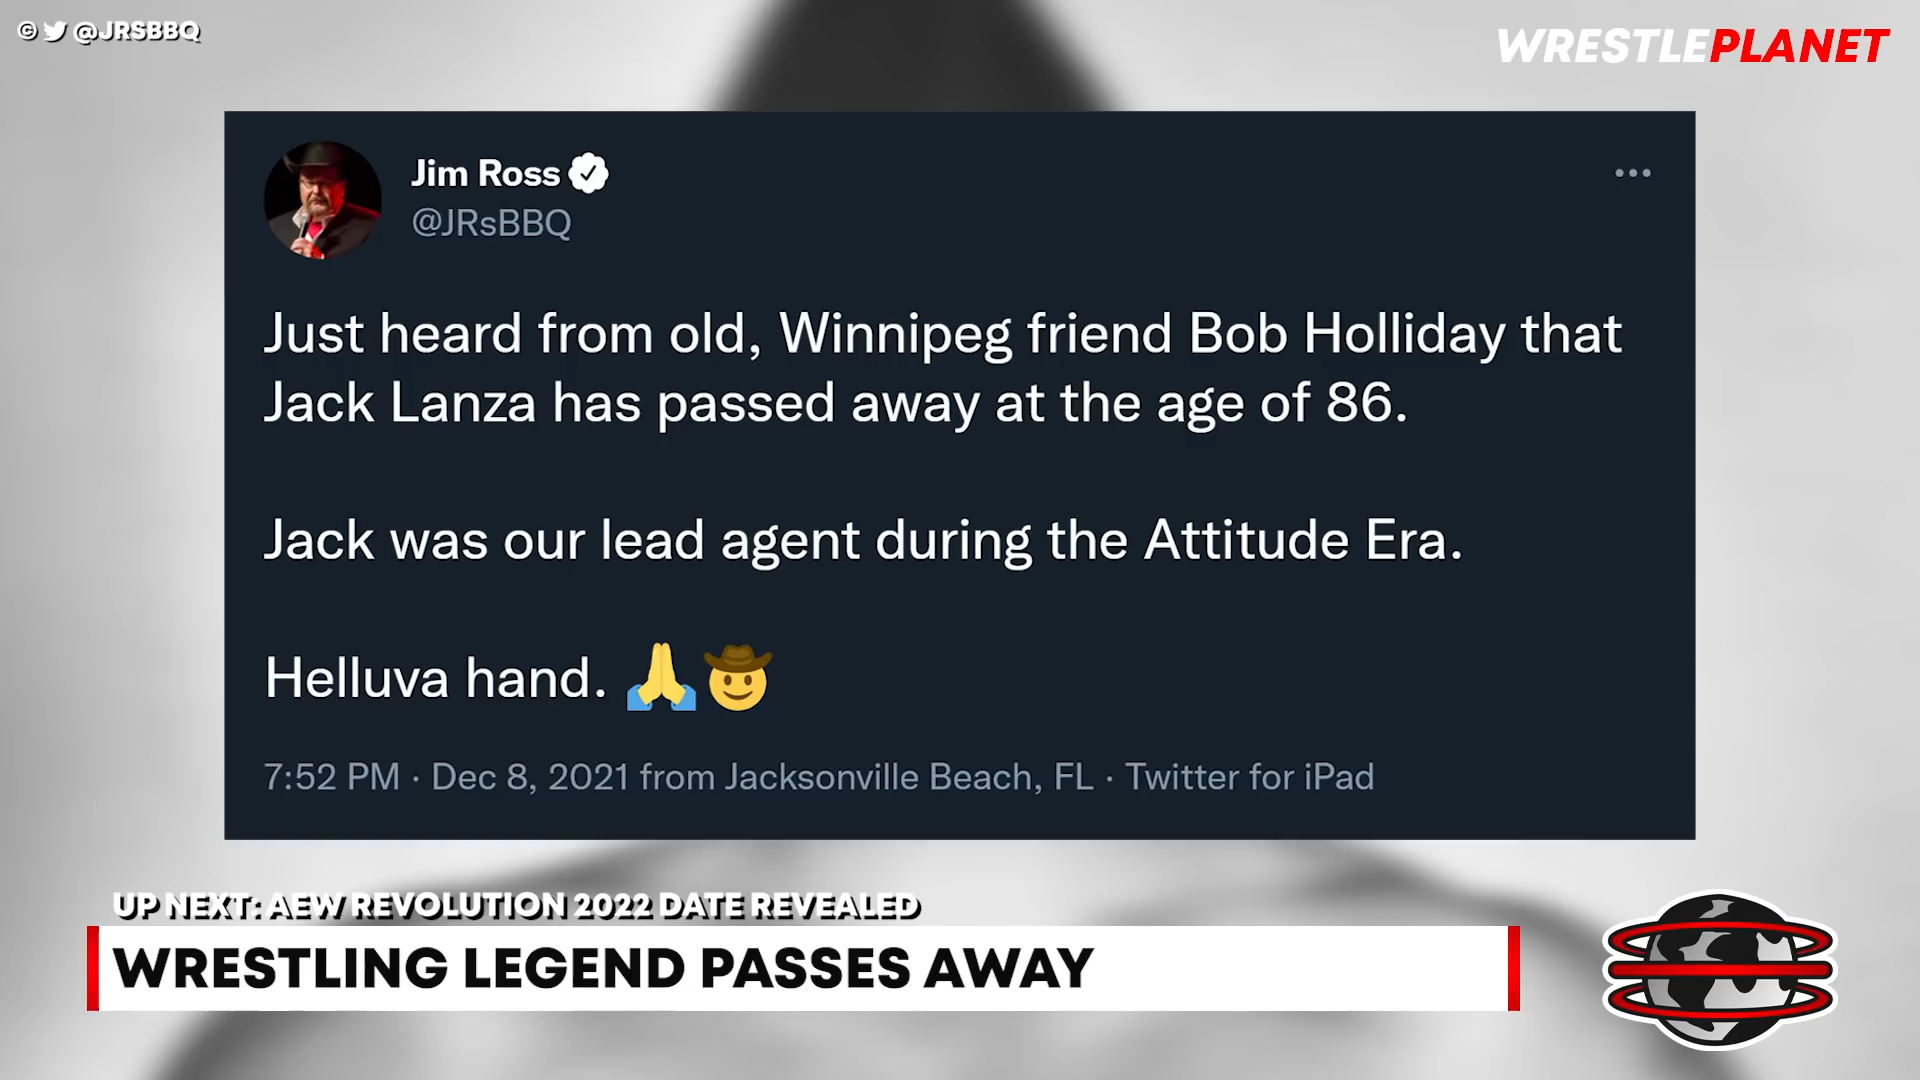 © @JRSBBQ
WRESTLEPLANET
Jim Ross
@JRsBBQ
Just heard from old, Winnipeg friend Bob Holliday that
Jack Lanza has passed away at the age of 86.
Jack was our lead agent during the Attitude Era.
Helluva hand. 🙏🤠
7:52 PM · Dec 8, 2021 from Jacksonville Beach, FL · Twitter for iPad
UP NEXT: AEW REVOLUTION 2022 DATE REVEALED
WRESTLING LEGEND PASSES AWAY